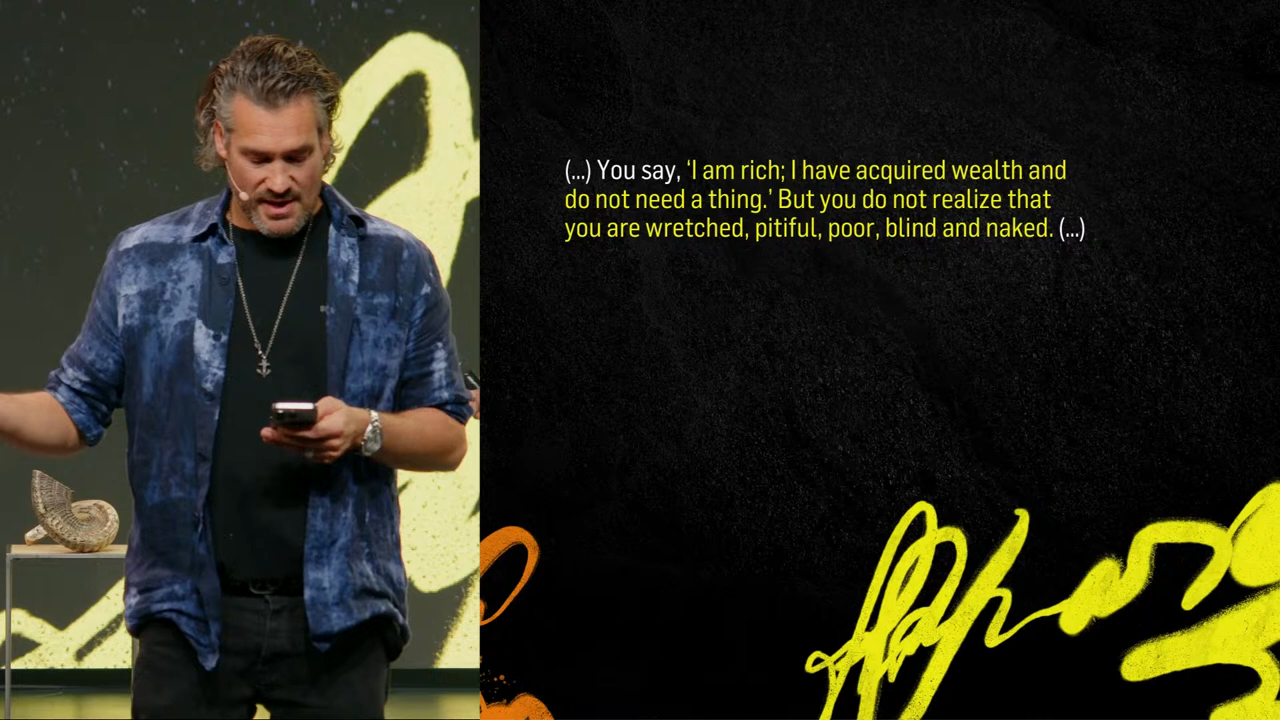 (...) You say, ‘I am rich; I have acquired wealth and
do not need a thing.’ But you do not realize that
you are wretched, pitiful, poor, blind and naked. (...)